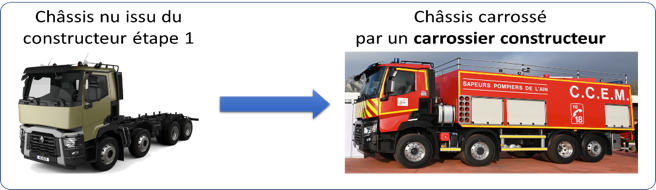 Châssis nu issu du
constructeur étape 1
Châssis carrossé
par un carrossier constructeur
SAPEURS POMPIERS DE L'AIN
C.C.E.M.
18